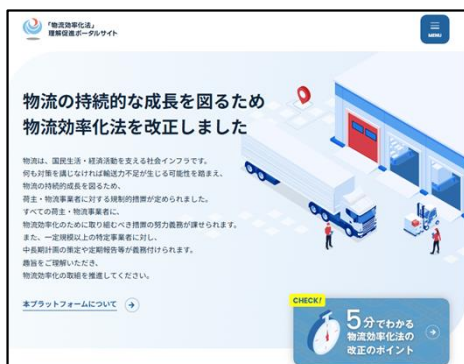 「物流効率化法」
理解促進ポータルサイト
MENU
物流の持続的な成長を図るため
物流効率化法を改正しました
物流は、国民生活・経済活動を支える社会インフラです。
何も対策を講じなければ輸送力不足が生じる可能性を踏まえ、
物流の持続的成長を図るため、
荷主・物流事業者に対する規制的措置が定められました。
すべての荷主・物流事業者に、
物流効率化のために取り組むべき措置の努力義務が課せられます。
また、一定規模以上の特定事業者に対し、
中長期計画の策定や定期報告等が義務付けられます。
趣旨をご理解いただき、
物流効率化の取組を推進してください。
本プラットフォームについて
CHECK!
5分でわかる
物流効率化法の
改正のポイント